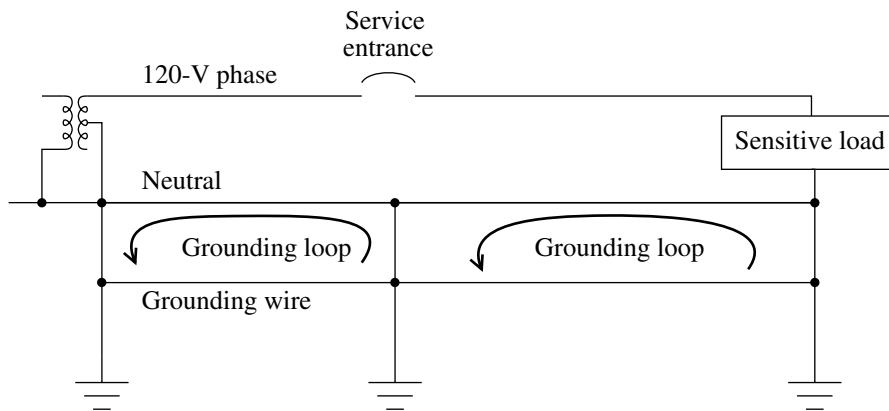 Service
entrance
120-V phase
Sensitive load
Neutral
Grounding loop
Grounding loop
Grounding wire